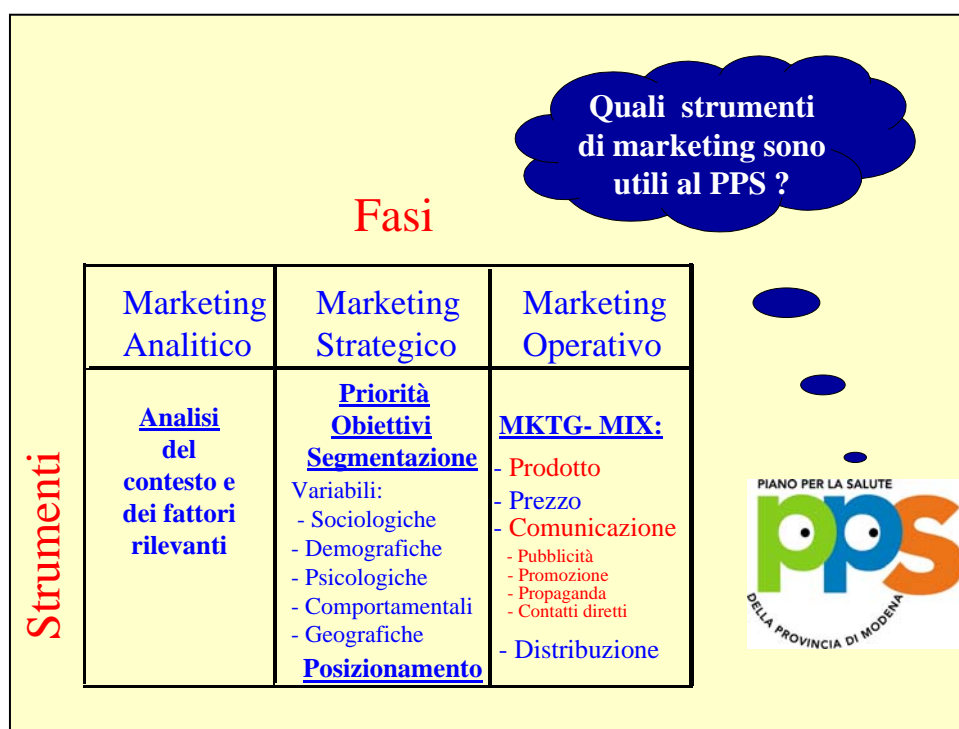 Quali strumenti
di marketing sono
utili al PPS ?
Fasi
Strumenti
Marketing
Analitico
Marketing
Strategico
Marketing
Operativo
Analisi
del
contesto e
dei fattori
rilevanti
Priorità
Obiettivi
Segmentazione
Variabili:
- Sociologiche
- Demografiche
- Psicologiche
- Comportamentali
- Geografiche
Posizionamento
MKTG- MIX:
- Prodotto
- Prezzo
- Comunicazione
- Pubblicità
- Promozione
- Propaganda
- Contatti diretti
- Distribuzione
PIANO PER LA SALUTE
pps
DELLA PROVINCIA DI MODENA